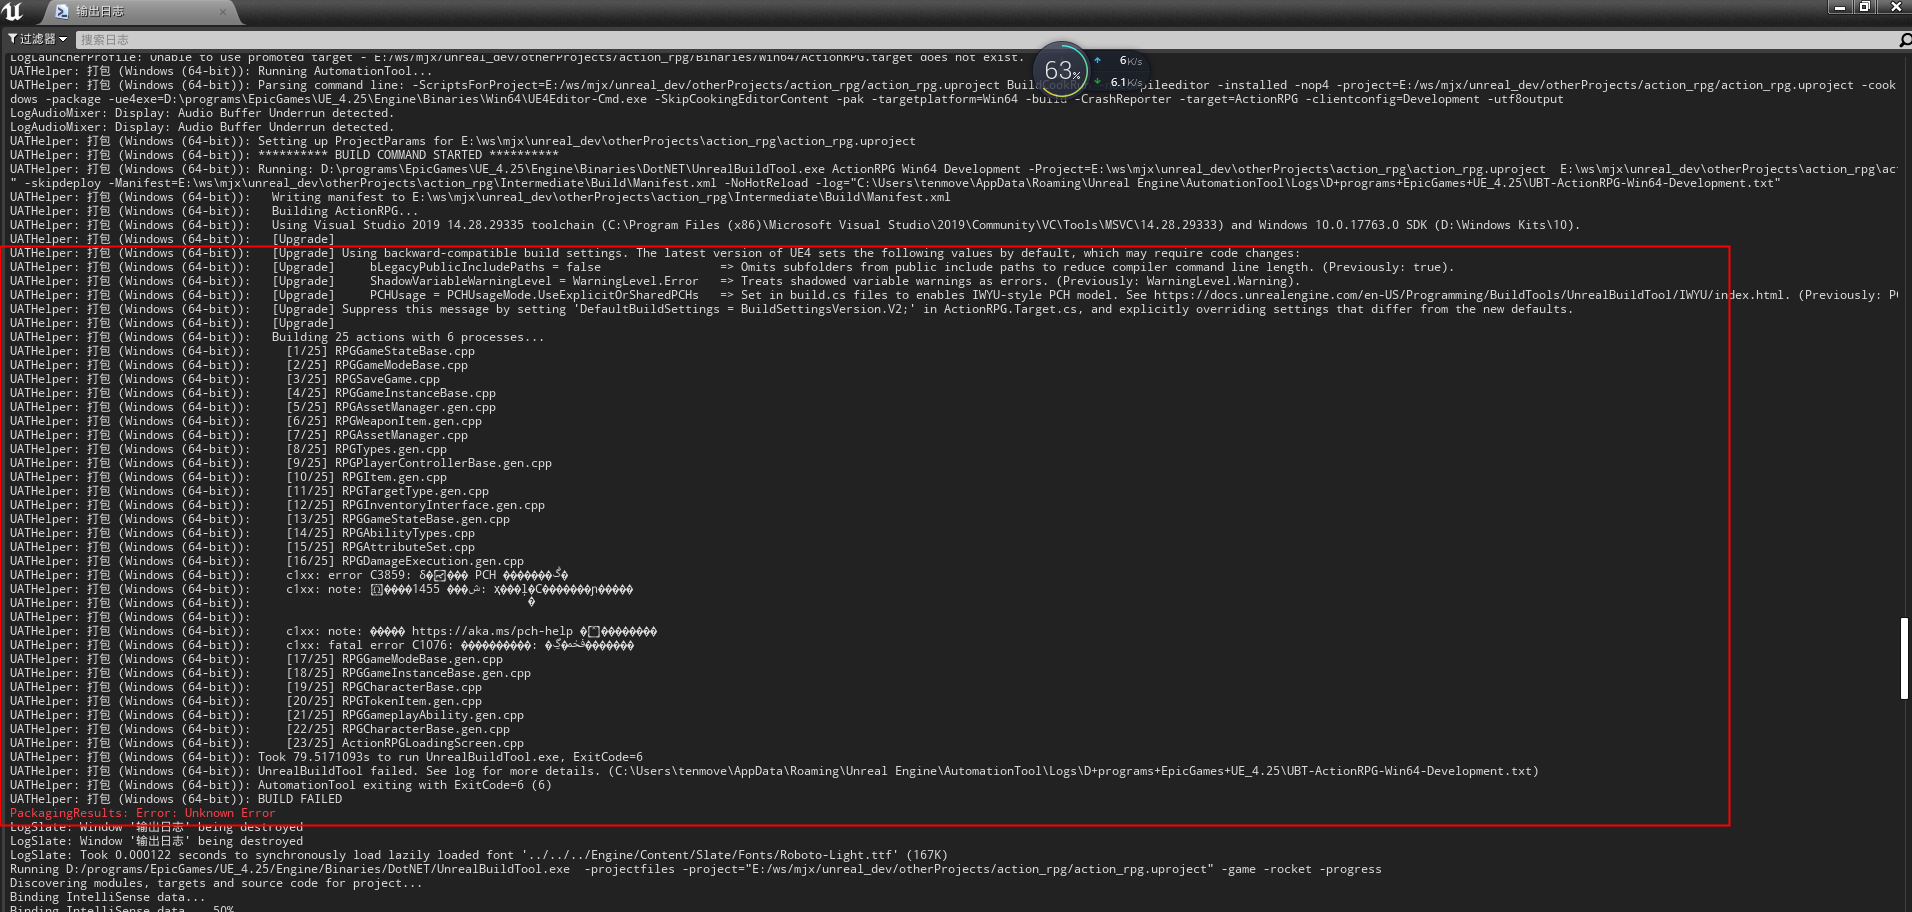 输出日志
过滤器
搜索日志
LogLauncherProfile: Unable to use promoted target - E:/ws/mjx/unreal_dev/otherProjects/action_rpg/Binaries/Win64/ActionRPG.target does not exist.
63%
6K/s
6.1K/s
UATHelper: 打包 (Windows (64-bit)): Running AutomationTool...
UATHelper: 打包 (Windows (64-bit)): Parsing command line: -ScriptsForProject=E:/ws/mjx/unreal_dev/otherProjects/action_rpg/action_rpg.uproject pileeditor -installed -nop4 -project=E:/ws/mjx/unreal_dev/otherProjects/action_rpg/action_rpg.uproject -cook
dows -package -ue4exe=D:\programs\EpicGames\UE_4.25\Engine\Binaries\Win64\UE4Editor-Cmd.exe -SkipCookingEditorContent -pak -targetplatform=Win64 -build -CrashReporter -target=ActionRPG -clientconfig=Development -utf8output
LogAudioMixer: Display: Audio Buffer Underrun detected.
LogAudioMixer: Display: Audio Buffer Underrun detected.
UATHelper: 打包 (Windows (64-bit)): Setting up ProjectParams for E:\ws\mjx\unreal_dev\otherProjects\action_rpg\action_rpg.uproject
UATHelper: 打包 (Windows (64-bit)): ********** BUILD COMMAND STARTED **********
UATHelper: 打包 (Windows (64-bit)): Running: D:\programs\EpicGames\UE_4.25\Engine\Binaries\DotNET\UnrealBuildTool.exe ActionRPG Win64 Development -Project=E:\ws\mjx\unreal_dev\otherProjects\action_rpg\action_rpg.uproject E:\ws\mjx\unreal_dev\otherProjects\action_rpg\act
" -skipdeploy -Manifest=E:\ws\mjx\unreal_dev\otherProjects\action_rpg\Intermediate\Build\Manifest.xml -NoHotReload -log="C:\Users\tenmove\AppData\Roaming\Unreal Engine\AutomationTool\Logs\D+programs+EpicGames+UE_4.25\UBT-ActionRPG-Win64-Development.txt"
UATHelper: 打包 (Windows (64-bit)): Writing manifest to E:\ws\mjx\unreal_dev\otherProjects\action_rpg\Intermediate\Build\Manifest.xml
UATHelper: 打包 (Windows (64-bit)): Building ActionRPG...
UATHelper: 打包 (Windows (64-bit)): Using Visual Studio 2019 14.28.29335 toolchain (C:\Program Files (x86)\Microsoft Visual Studio\2019\Community\VC\Tools\MSVC\14.28.29333) and Windows 10.0.17763.0 SDK (D:\Windows Kits\10).
UATHelper: 打包 (Windows (64-bit)): [Upgrade]
UATHelper: 打包 (Windows (64-bit)): [Upgrade] Using backward-compatible build settings. The latest version of UE4 sets the following values by default, which may require code changes:
UATHelper: 打包 (Windows (64-bit)): [Upgrade] bLegacyPublicIncludePaths = false => Omits subfolders from public include paths to reduce compiler command line length. (Previously: true).
UATHelper: 打包 (Windows (64-bit)): [Upgrade] ShadowVariableWarningLevel = WarningLevel.Error => Treats shadowed variable warnings as errors. (Previously: WarningLevel.Warning).
UATHelper: 打包 (Windows (64-bit)): [Upgrade] PCHUsage = PCHUsageMode.UseExplicitOrSharedPCHs => Set in build.cs files to enables IWYU-style PCH model. See https://docs.unrealengine.com/en-US/Programming/BuildTools/UnrealBuildTool/IWYU/index.html. (Previously: PC
UATHelper: 打包 (Windows (64-bit)): [Upgrade] Suppress this message by setting 'DefaultBuildSettings = BuildSettingsVersion.V2;' in ActionRPG.Target.cs, and explicitly overriding settings that differ from the new defaults.
UATHelper: 打包 (Windows (64-bit)): [Upgrade]
UATHelper: 打包 (Windows (64-bit)): Building 25 actions with 6 processes...
UATHelper: 打包 (Windows (64-bit)): [1/25] RPGGameStateBase.cpp
UATHelper: 打包 (Windows (64-bit)): [2/25] RPGGameModeBase.cpp
UATHelper: 打包 (Windows (64-bit)): [3/25] RPGSaveGame.cpp
UATHelper: 打包 (Windows (64-bit)): [4/25] RPGGameInstanceBase.cpp
UATHelper: 打包 (Windows (64-bit)): [5/25] RPGAssetManager.gen.cpp
UATHelper: 打包 (Windows (64-bit)): [6/25] RPGWeaponItem.gen.cpp
UATHelper: 打包 (Windows (64-bit)): [7/25] RPGAssetManager.cpp
UATHelper: 打包 (Windows (64-bit)): [8/25] RPGTypes.gen.cpp
UATHelper: 打包 (Windows (64-bit)): [9/25] RPGPlayerControllerBase.gen.cpp
UATHelper: 打包 (Windows (64-bit)): [10/25] RPGItem.gen.cpp
UATHelper: 打包 (Windows (64-bit)): [11/25] RPGTargetType.gen.cpp
UATHelper: 打包 (Windows (64-bit)): [12/25] RPGInventoryInterface.gen.cpp
UATHelper: 打包 (Windows (64-bit)): [13/25] RPGGameStateBase.gen.cpp
UATHelper: 打包 (Windows (64-bit)): [14/25] RPGAbilityTypes.cpp
UATHelper: 打包 (Windows (64-bit)): [15/25] RPGAttributeSet.cpp
UATHelper: 打包 (Windows (64-bit)): [16/25] RPGDamageExecution.gen.cpp
UATHelper: 打包 (Windows (64-bit)): c1xx: error C3859: PCH
UATHelper: 打包 (Windows (64-bit)): c1xx: note: 1455
UATHelper: 打包 (Windows (64-bit)):
UATHelper: 打包 (Windows (64-bit)):
UATHelper: 打包 (Windows (64-bit)): c1xx: note: https://aka.ms/pch-help
UATHelper: 打包 (Windows (64-bit)): c1xx: fatal error C1076:
UATHelper: 打包 (Windows (64-bit)): [17/25] RPGGameModeBase.gen.cpp
UATHelper: 打包 (Windows (64-bit)): [18/25] RPGGameInstanceBase.gen.cpp
UATHelper: 打包 (Windows (64-bit)): [19/25] RPGCharacterBase.cpp
UATHelper: 打包 (Windows (64-bit)): [20/25] RPGTokenItem.gen.cpp
UATHelper: 打包 (Windows (64-bit)): [21/25] RPGGameplayAbility.gen.cpp
UATHelper: 打包 (Windows (64-bit)): [22/25] RPGCharacterBase.gen.cpp
UATHelper: 打包 (Windows (64-bit)): [23/25] ActionRPGLoadingScreen.cpp
UATHelper: 打包 (Windows (64-bit)): Took 79.5171093s to run UnrealBuildTool.exe, ExitCode=6
UATHelper: 打包 (Windows (64-bit)): UnrealBuildTool failed. See log for more details. (C:\Users\tenmove\AppData\Roaming\Unreal Engine\AutomationTool\Logs\D+programs+EpicGames+UE_4.25\UBT-ActionRPG-Win64-Development.txt)
UATHelper: 打包 (Windows (64-bit)): AutomationTool exiting with ExitCode=6 (6)
UATHelper: 打包 (Windows (64-bit)): BUILD FAILED
PackagingResults: Error: Unknown Error
LogSlate: Window '输出日志' being destroyed
LogSlate: Window '输出日志' being destroyed
LogSlate: Took 0.000122 seconds to synchronously load lazily loaded font '../../../Engine/Content/Slate/Fonts/Roboto-Light.ttf' (167K)
Running D:/programs/EpicGames/UE_4.25/Engine/Binaries/DotNET/UnrealBuildTool.exe -projectfiles -project="E:/ws/mjx/unreal_dev/otherProjects/action_rpg/action_rpg.uproject" -game -rocket -progress
Discovering modules, targets and source code for project...
Binding IntelliSense data...
Binding IntelliSense data... 50%